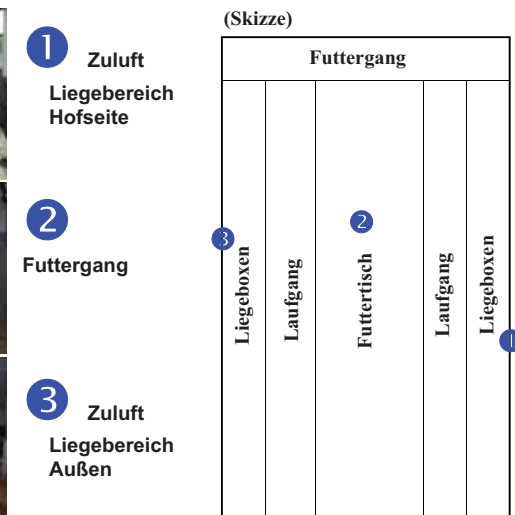 1 Zuluft
Liegebereich
Hofseite
2
Futtergang
3 Zuluft
Liegebereich
Außen
(Skizze)
Futtergang
3
Liegeboxen
Laufgang
2
Futtertisch
Laufgang
Liegeboxen
1